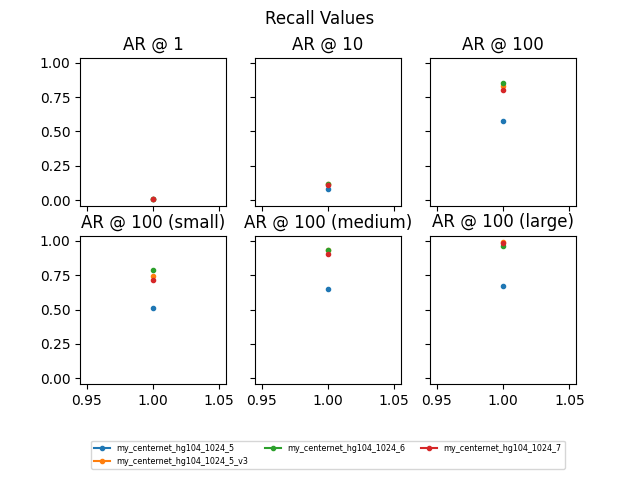 Recall Values
AR @ 1
AR @ 10
AR @ 100
1.00
0.75
0.50
0.25
0.00
AR @ 100 (small)
AR @ 100 (medium)
AR @ 100 (large)
1.00
0.75
0.50
0.25
0.00
0.95 1.00 1.05
0.95 1.00 1.05
0.95 1.00 1.05
my_centernet_hg104_1024_5
my_centernet_hg104_1024_5_v3
my_centernet_hg104_1024_6
my_centernet_hg104_1024_7